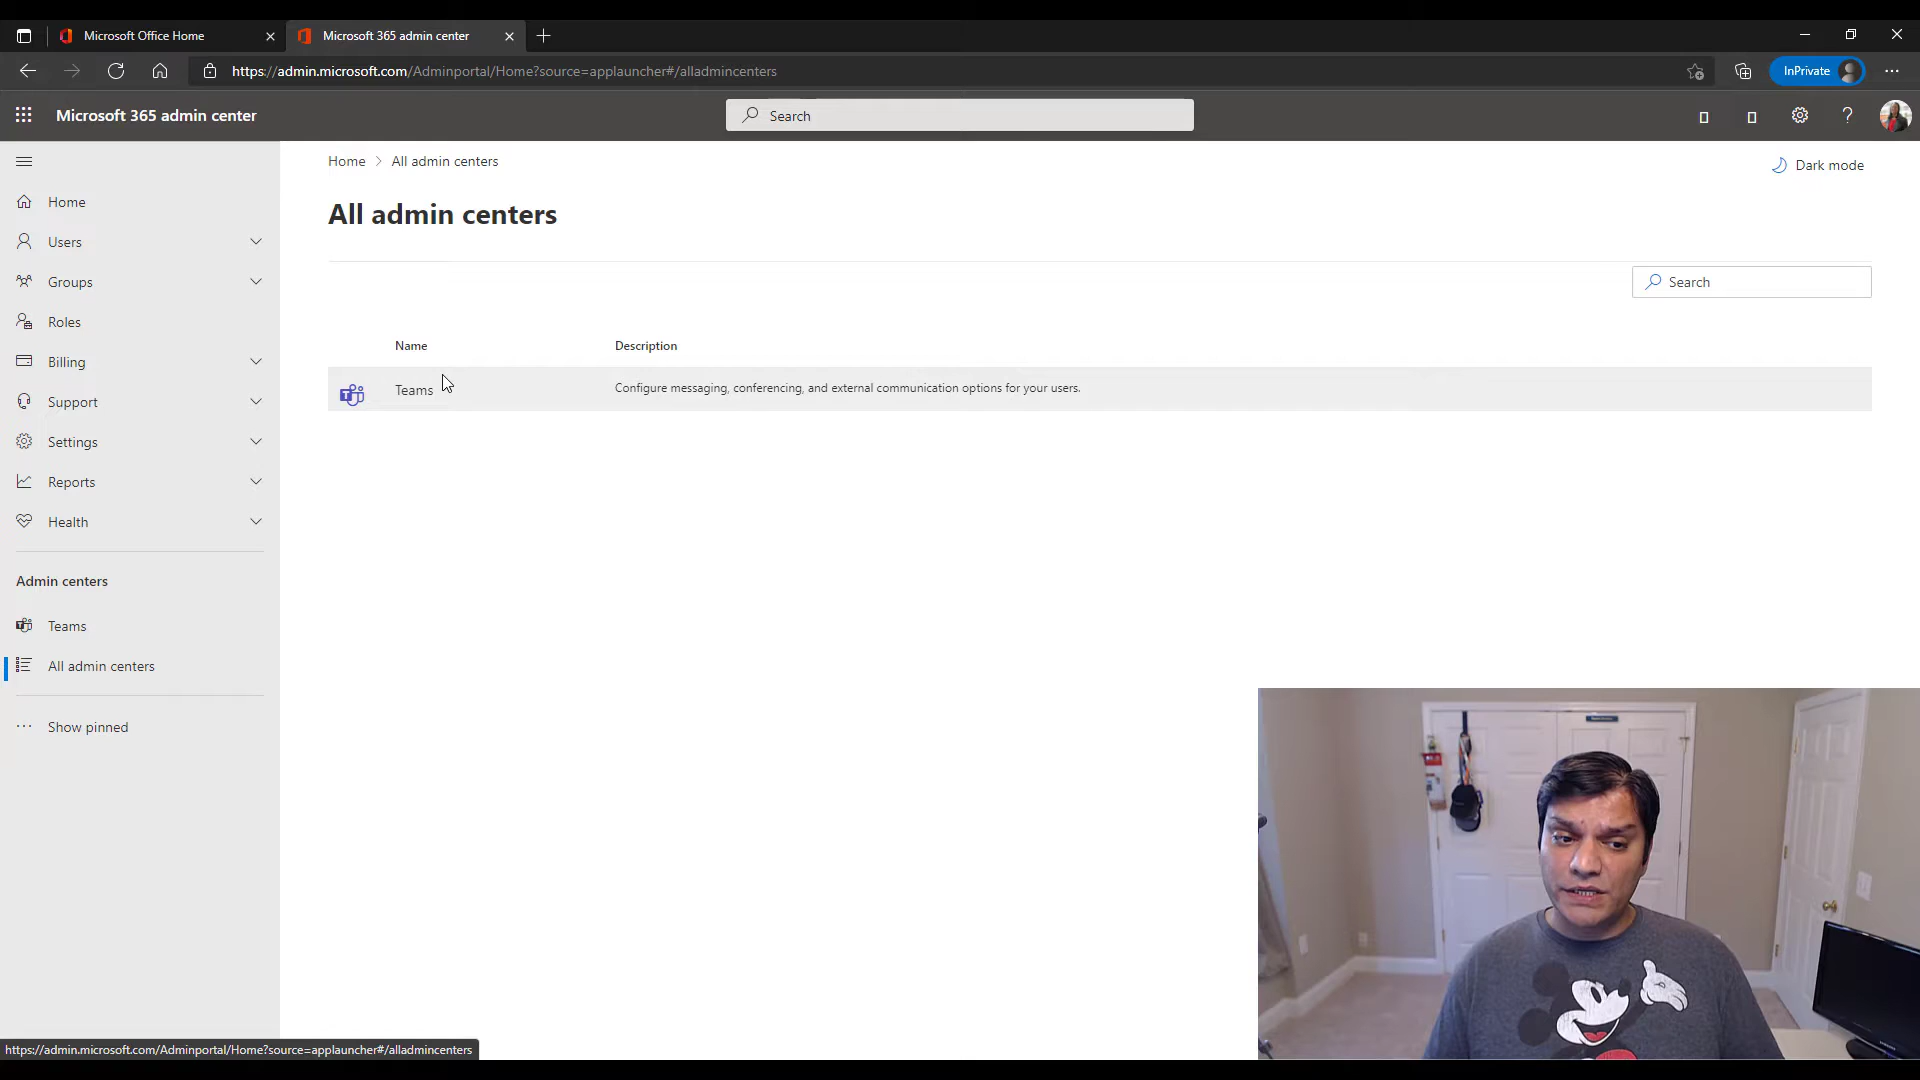 Microsoft Office Home
Microsoft 365 admin center
https://admin.microsoft.com/Adminportal/Home?source=applauncher#/alladmincenters
InPrivate
Microsoft 365 admin center
Search
?
Home > All admin centers
Dark mode
All admin centers
Search
Name Description
Teams Configure messaging, conferencing, and external communication options for your users.
Home
Users
Groups
Roles
Billing
Support
Settings
Reports
Health
Admin centers
Teams
All admin centers
Show pinned
https://admin.microsoft.com/Adminportal/Home?source=applauncher#/alladmincenters